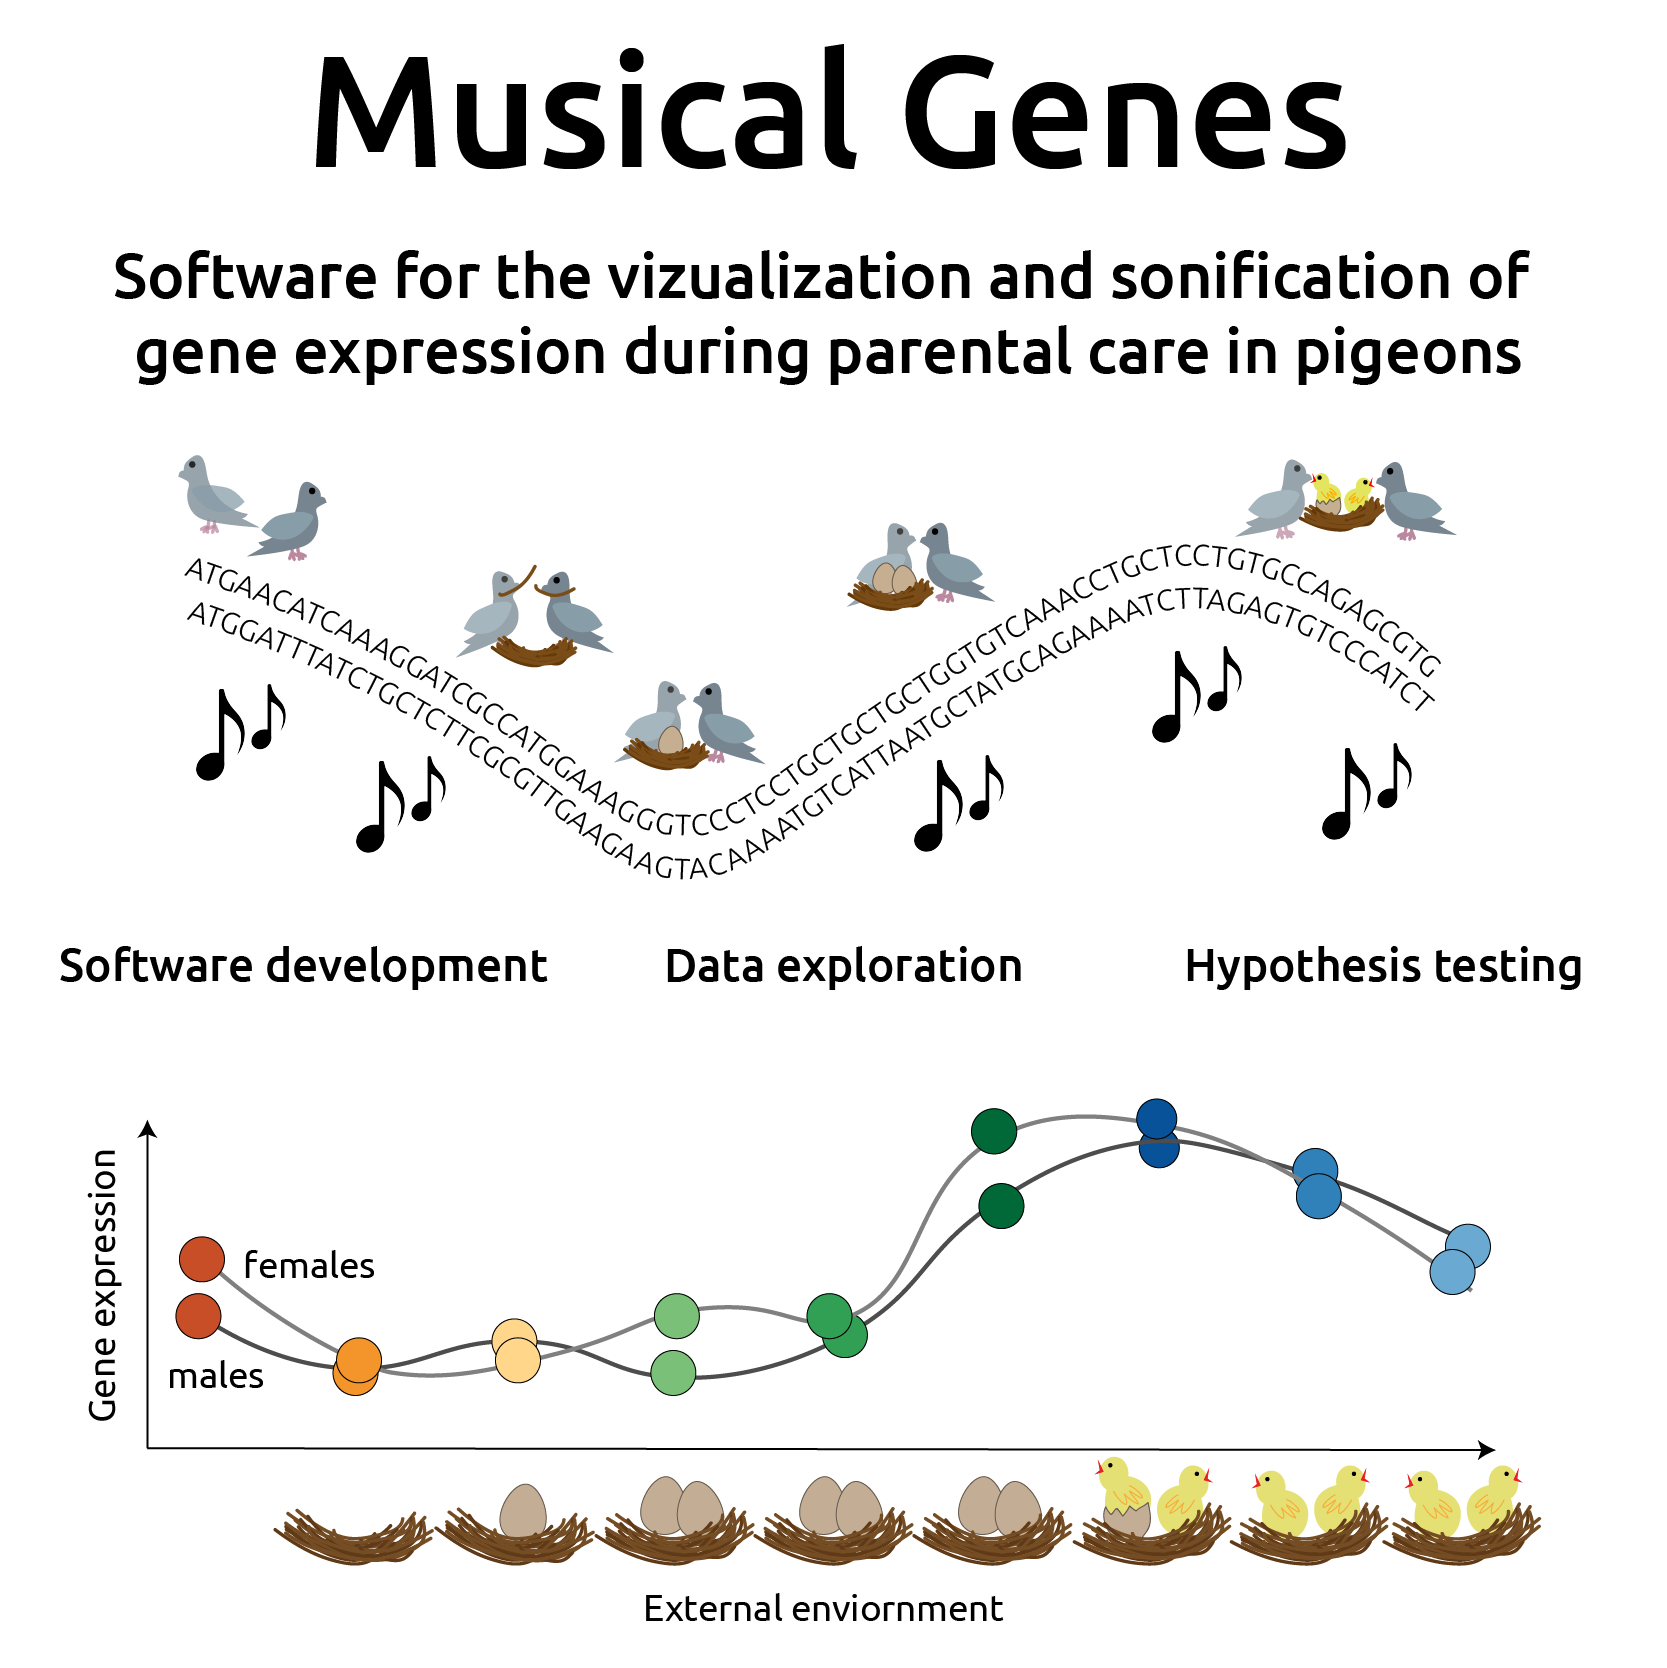 Musical Genes
Software for the vizualization and sonification of
gene expression during parental care in pigeons
ATGAACATCAAAGGATCGCCATGGAAAGGGTCCCTCCTGCTGCTGCTGCTGGTGTCAAACCTGCTCCTGTGCCAGAGCGTG
ATGGATTTATCTGCTCTTCGCGTTGAAGAAGTACAAAATGTCATTAATGCTATGCAGAAAATCTTAGAGTGTCCCATCT
Software development
Data exploration
Hypothesis testing
Gene expression
females
males
External enviornment